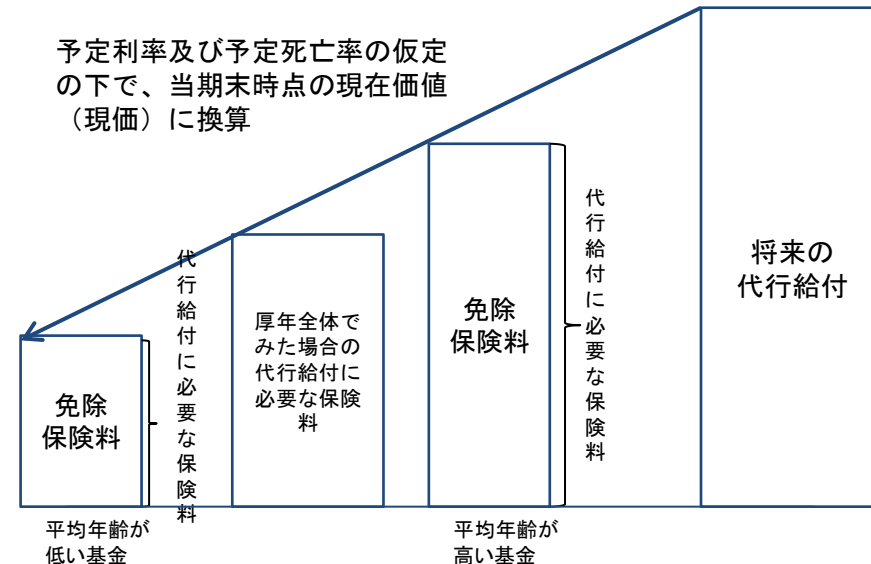 予定利率及び予定死亡率の仮定
の下で、当期末時点の現在価値
（現価）に換算
免除
保険料
代行給付に必要な保険料
厚年全体で
みた場合の
代行給付に
必要な保険
料
免除
保険料
代行給付に必要な保険料
将来の
代行給付
平均年齢が
低い基金
平均年齢が
高い基金